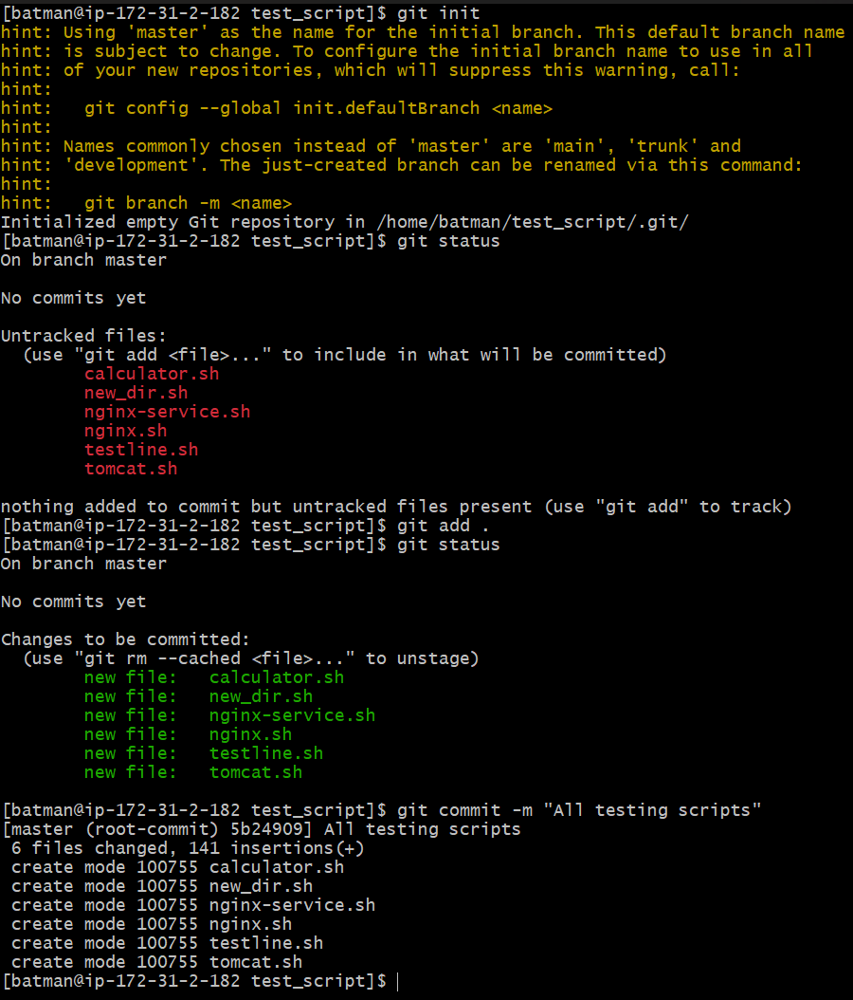 [batman@ip-172-31-2-182 test_script]$ git init
hint: Using 'master' as the name for the initial branch. This default branch name
hint: is subject to change. To configure the initial branch name to use in all
hint: of your new repositories, which will suppress this warning, call:
hint:
hint:   git config --global init.defaultBranch <name>
hint:
hint: Names commonly chosen instead of 'master' are 'main', 'trunk' and
hint: 'development'. The just-created branch can be renamed via this command:
hint:
hint:   git branch -m <name>
Initialized empty Git repository in /home/batman/test_script/.git/
[batman@ip-172-31-2-182 test_script]$ git status
On branch master

No commits yet

Untracked files:
  (use "git add <file>..." to include in what will be committed)
        calculator.sh
        new_dir.sh
        nginx-service.sh
        nginx.sh
        testline.sh
        tomcat.sh

nothing added to commit but untracked files present (use "git add" to track)
[batman@ip-172-31-2-182 test_script]$ git add .
[batman@ip-172-31-2-182 test_script]$ git status
On branch master

No commits yet

Changes to be committed:
  (use "git rm --cached <file>..." to unstage)
        new file:   calculator.sh
        new file:   new_dir.sh
        new file:   nginx-service.sh
        new file:   nginx.sh
        new file:   testline.sh
        new file:   tomcat.sh

[batman@ip-172-31-2-182 test_script]$ git commit -m "All testing scripts"
[master (root-commit) 5b24909] All testing scripts
 6 files changed, 141 insertions(+)
 create mode 100755 calculator.sh
 create mode 100755 new_dir.sh
 create mode 100755 nginx-service.sh
 create mode 100755 nginx.sh
 create mode 100755 testline.sh
 create mode 100755 tomcat.sh
[batman@ip-172-31-2-182 test_script]$